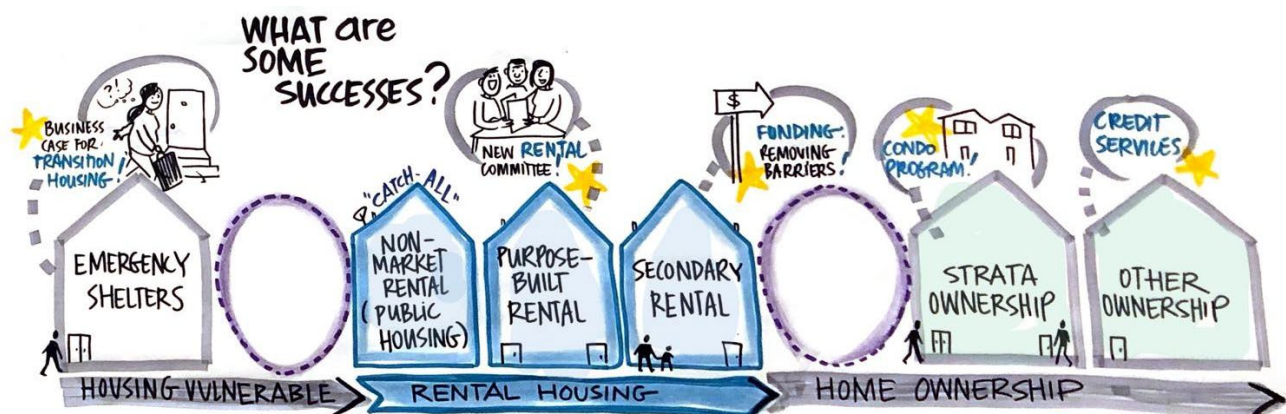 WHAT are
SOME
SUCCESSES?
?!
BUSINESS
CASE FOR
TRANSITION
HOUSING!
NEW RENTAL
COMMITTEE!
$
FUNDING:
REMOVING
BARRIERS!
CONDO
PROGRAM!
CREDIT
SERVICES
EMERGENCY
SHELTERS
"CATCH-ALL"
NON-
MARKET
RENTAL
(PUBLIC
HOUSING)
PURPOSE-
BUILT
RENTAL
SECONDARY
RENTAL
STRATA
OWNERSHIP
OTHER
OWNERSHIP
HOUSING VULNERABLE
RENTAL HOUSING
HOME OWNERSHIP